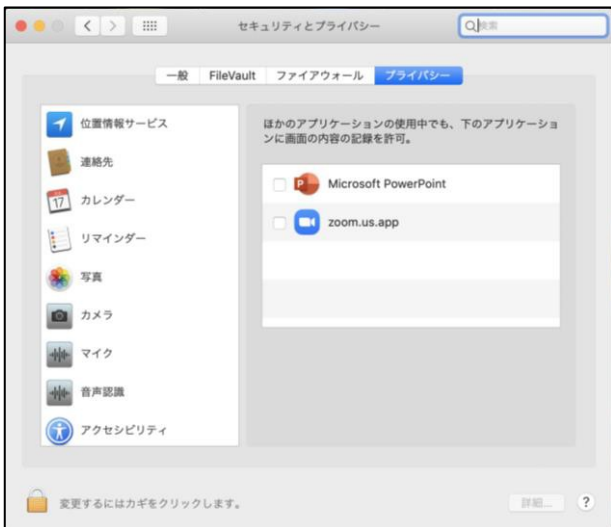 セキュリティとプライバシー
検索
一般
FileVault
ファイアウォール
プライバシー
位置情報サービス
連絡先
17
カレンダー
リマインダー
写真
カメラ
マイク
音声認識
アクセシビリティ
ほかのアプリケーションの使用中でも、下のアプリケーショ
ンに画面の内容の記録を許可。
P
Microsoft PowerPoint
zoom.us.app
変更するにはカギをクリックします。
詳細...
?